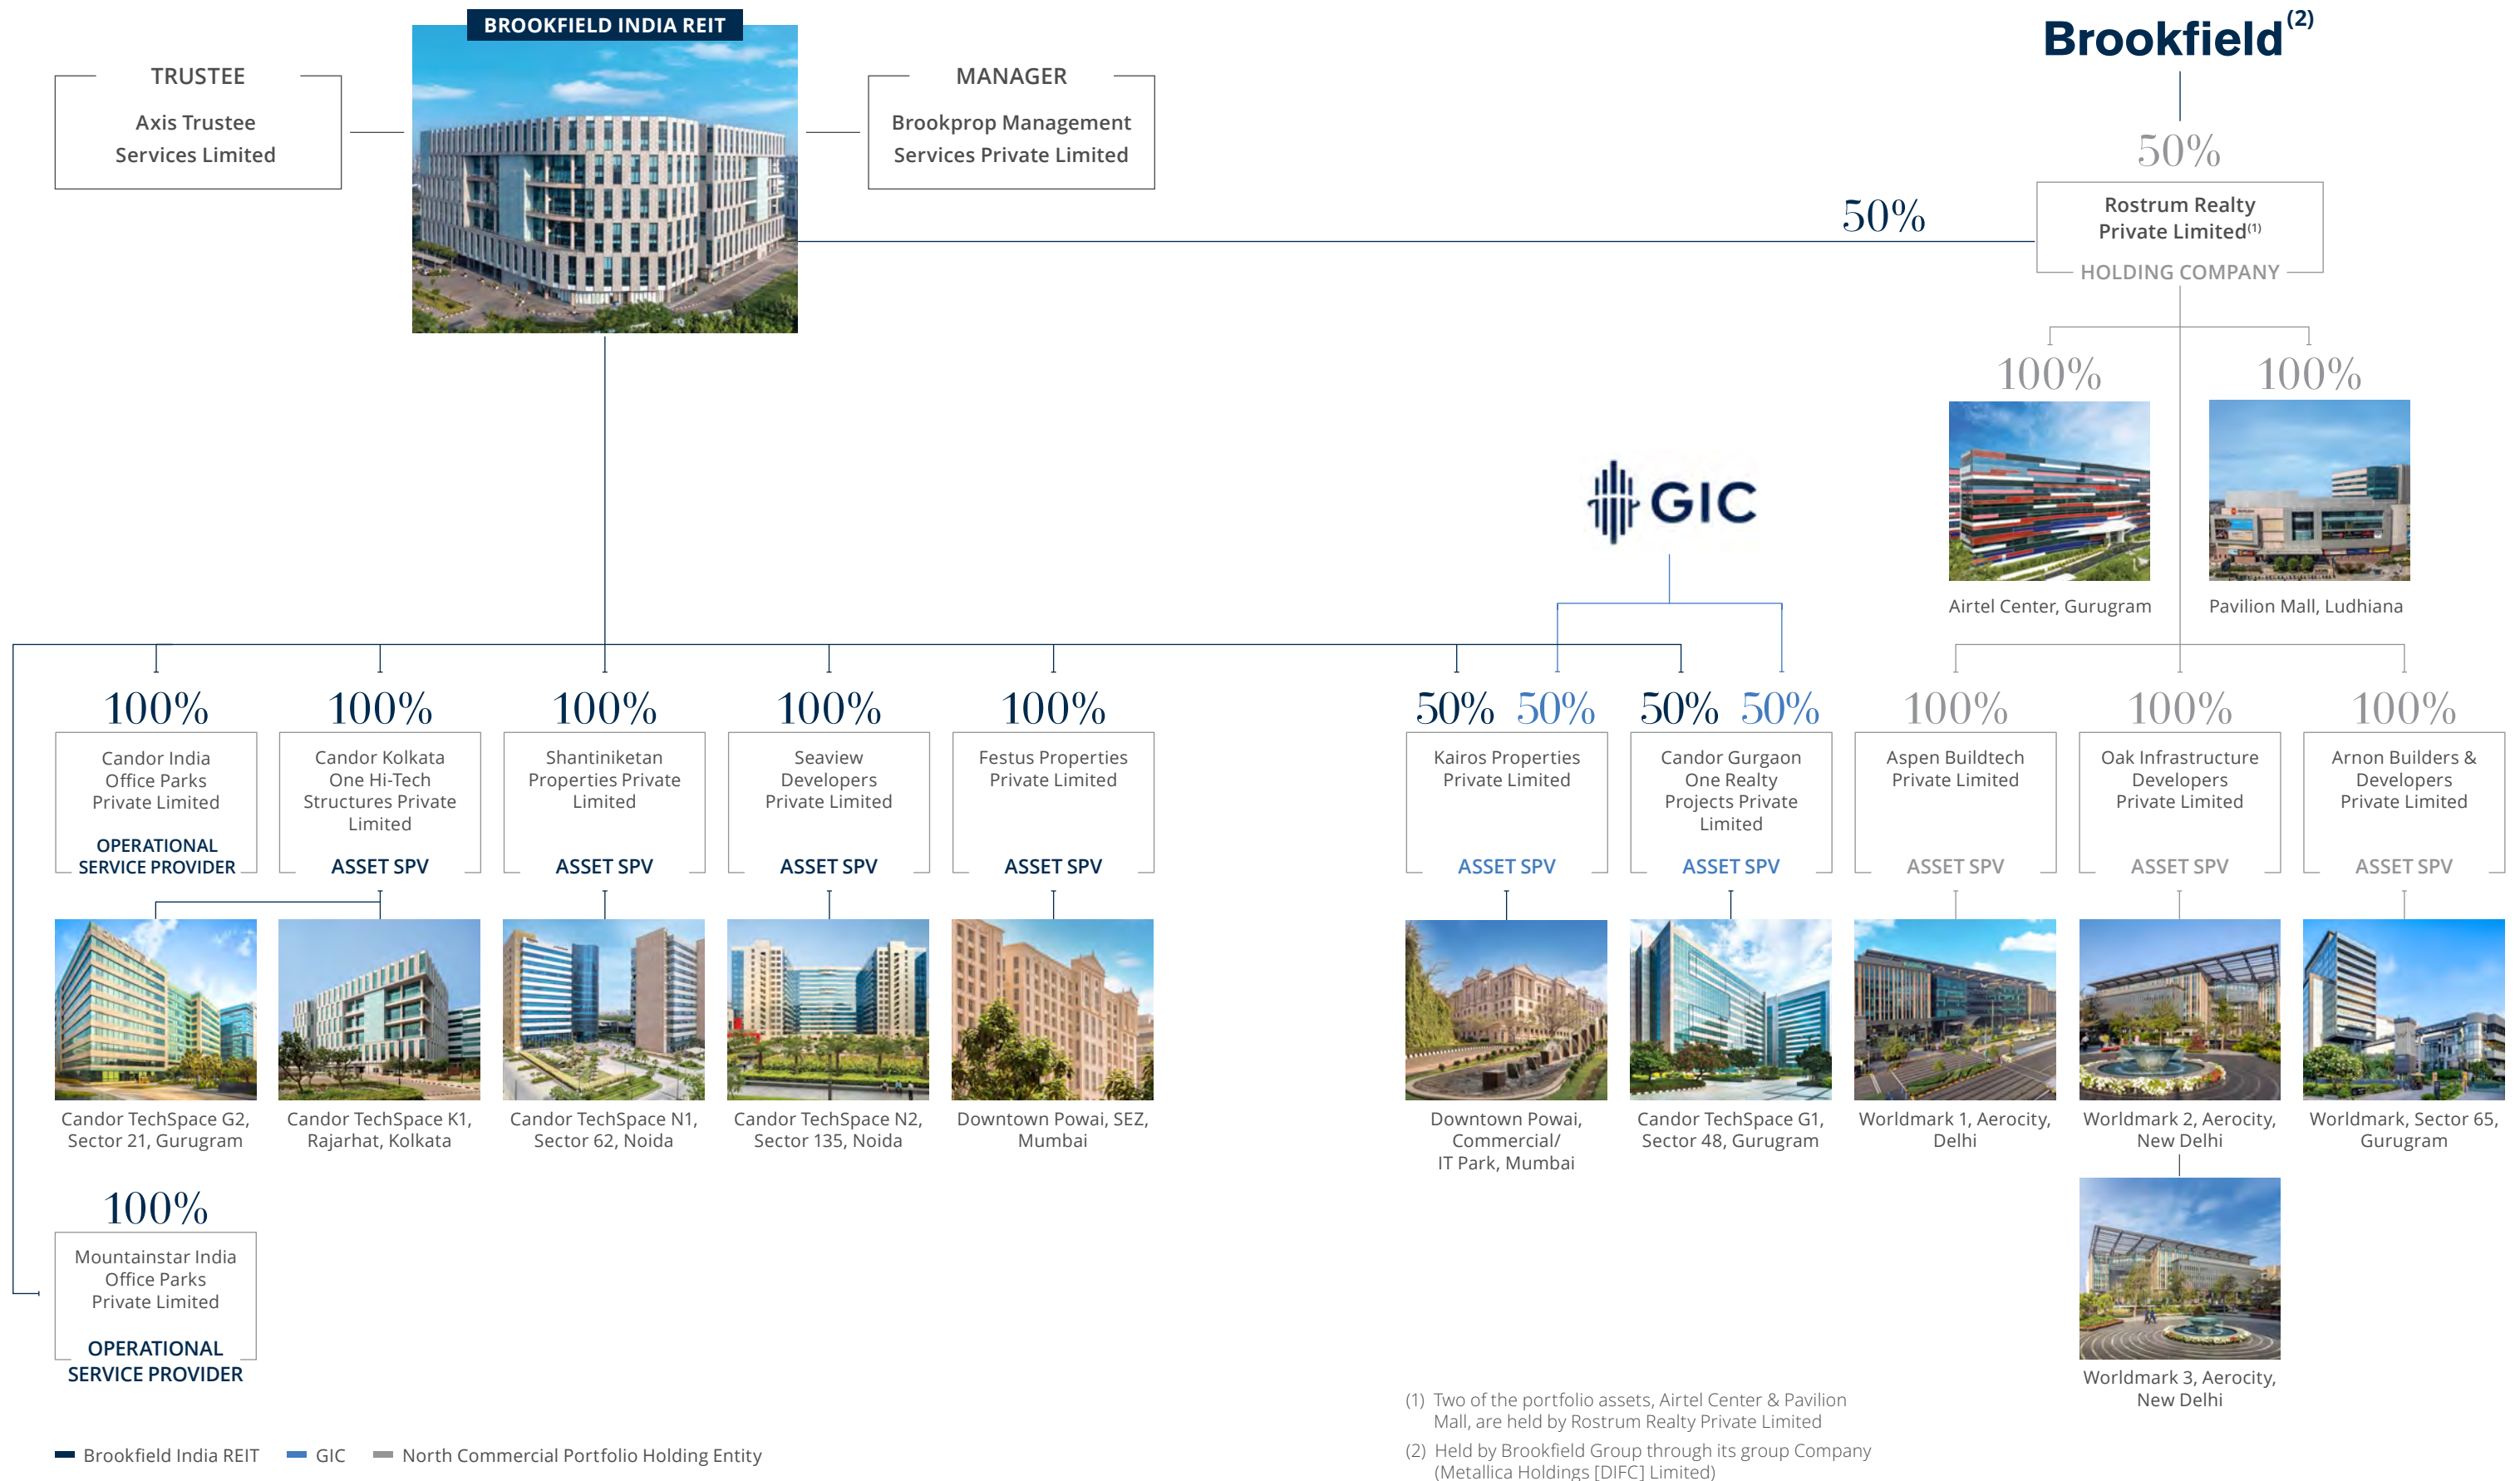 BROOKFIELD INDIA REIT
TRUSTEE
Axis Trustee
Services Limited
MANAGER
Brookprop Management
Services Private Limited
Brookfield (2)
50%
50%
Rostrum Realty
Private Limited(1)
HOLDING COMPANY
100%
100%
Airtel Center, Gurugram
Pavilion Mall, Ludhiana
GIC
100%
Candor India
Office Parks
Private Limited
OPERATIONAL
SERVICE PROVIDER
100%
Candor Kolkata
One Hi-Tech
Structures Private
Limited
ASSET SPV
100%
Shantiniketan
Properties Private
Limited
ASSET SPV
100%
Seaview
Developers
Private Limited
ASSET SPV
100%
Festus Properties
Private Limited
ASSET SPV
50% 50%
Kairos Properties
Private Limited
ASSET SPV
50% 50%
Candor Gurgaon
One Realty
Projects Private
Limited
ASSET SPV
100%
Aspen Buildtech
Private Limited
ASSET SPV
100%
Oak Infrastructure
Developers
Private Limited
ASSET SPV
100%
Arnon Builders &
Developers
Private Limited
ASSET SPV
Candor TechSpace G2,
Sector 21, Gurugram
Candor TechSpace K1,
Rajarhat, Kolkata
Candor TechSpace N1,
Sector 62, Noida
Candor TechSpace N2,
Sector 135, Noida
Downtown Powai, SEZ,
Mumbai
Downtown Powai,
Commercial/
IT Park, Mumbai
Candor TechSpace G1,
Sector 48, Gurugram
Worldmark 1, Aerocity,
Delhi
Worldmark 2, Aerocity,
New Delhi
Worldmark, Sector 65,
Gurugram
100%
Mountainstar India
Office Parks
Private Limited
OPERATIONAL
SERVICE PROVIDER
Worldmark 3, Aerocity,
New Delhi
(1) Two of the portfolio assets, Airtel Center & Pavilion
Mall, are held by Rostrum Realty Private Limited
(2) Held by Brookfield Group through its group Company
(Metallica Holdings [DIFC] Limited)
Brookfield India REIT
GIC
North Commercial Portfolio Holding Entity